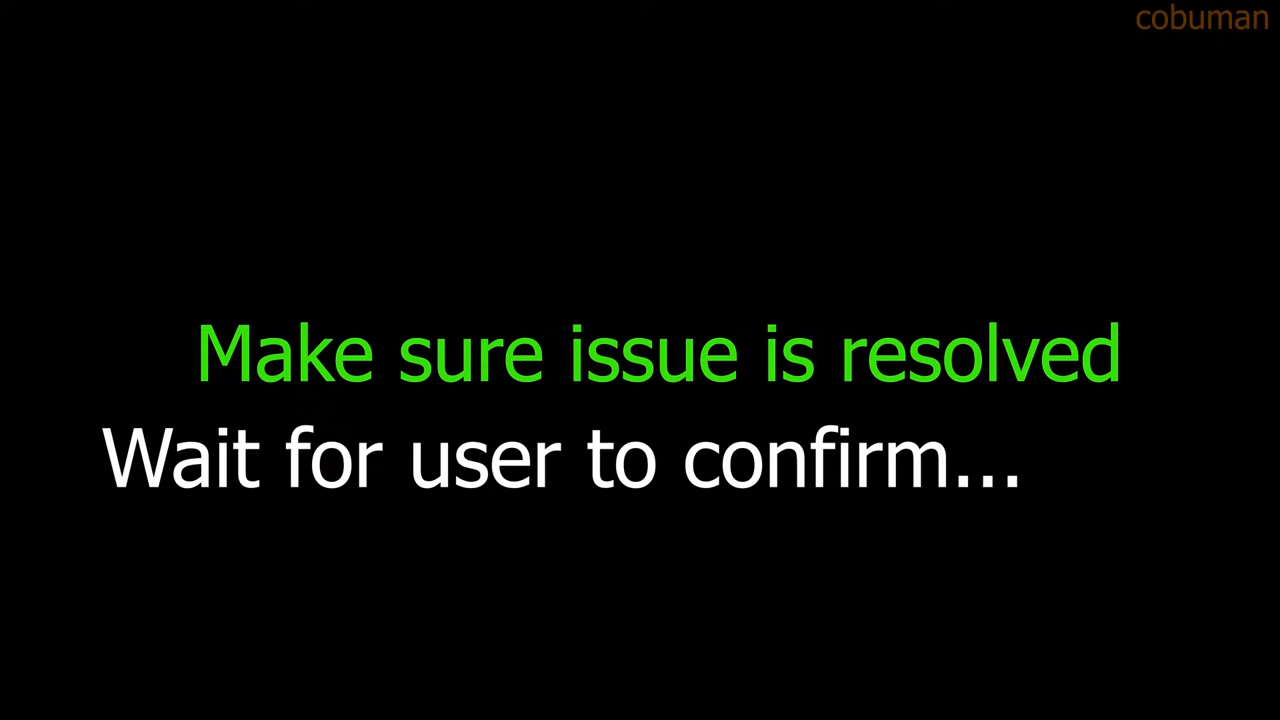 cobuman
Make sure issue is resolved
Wait for user to confirm...